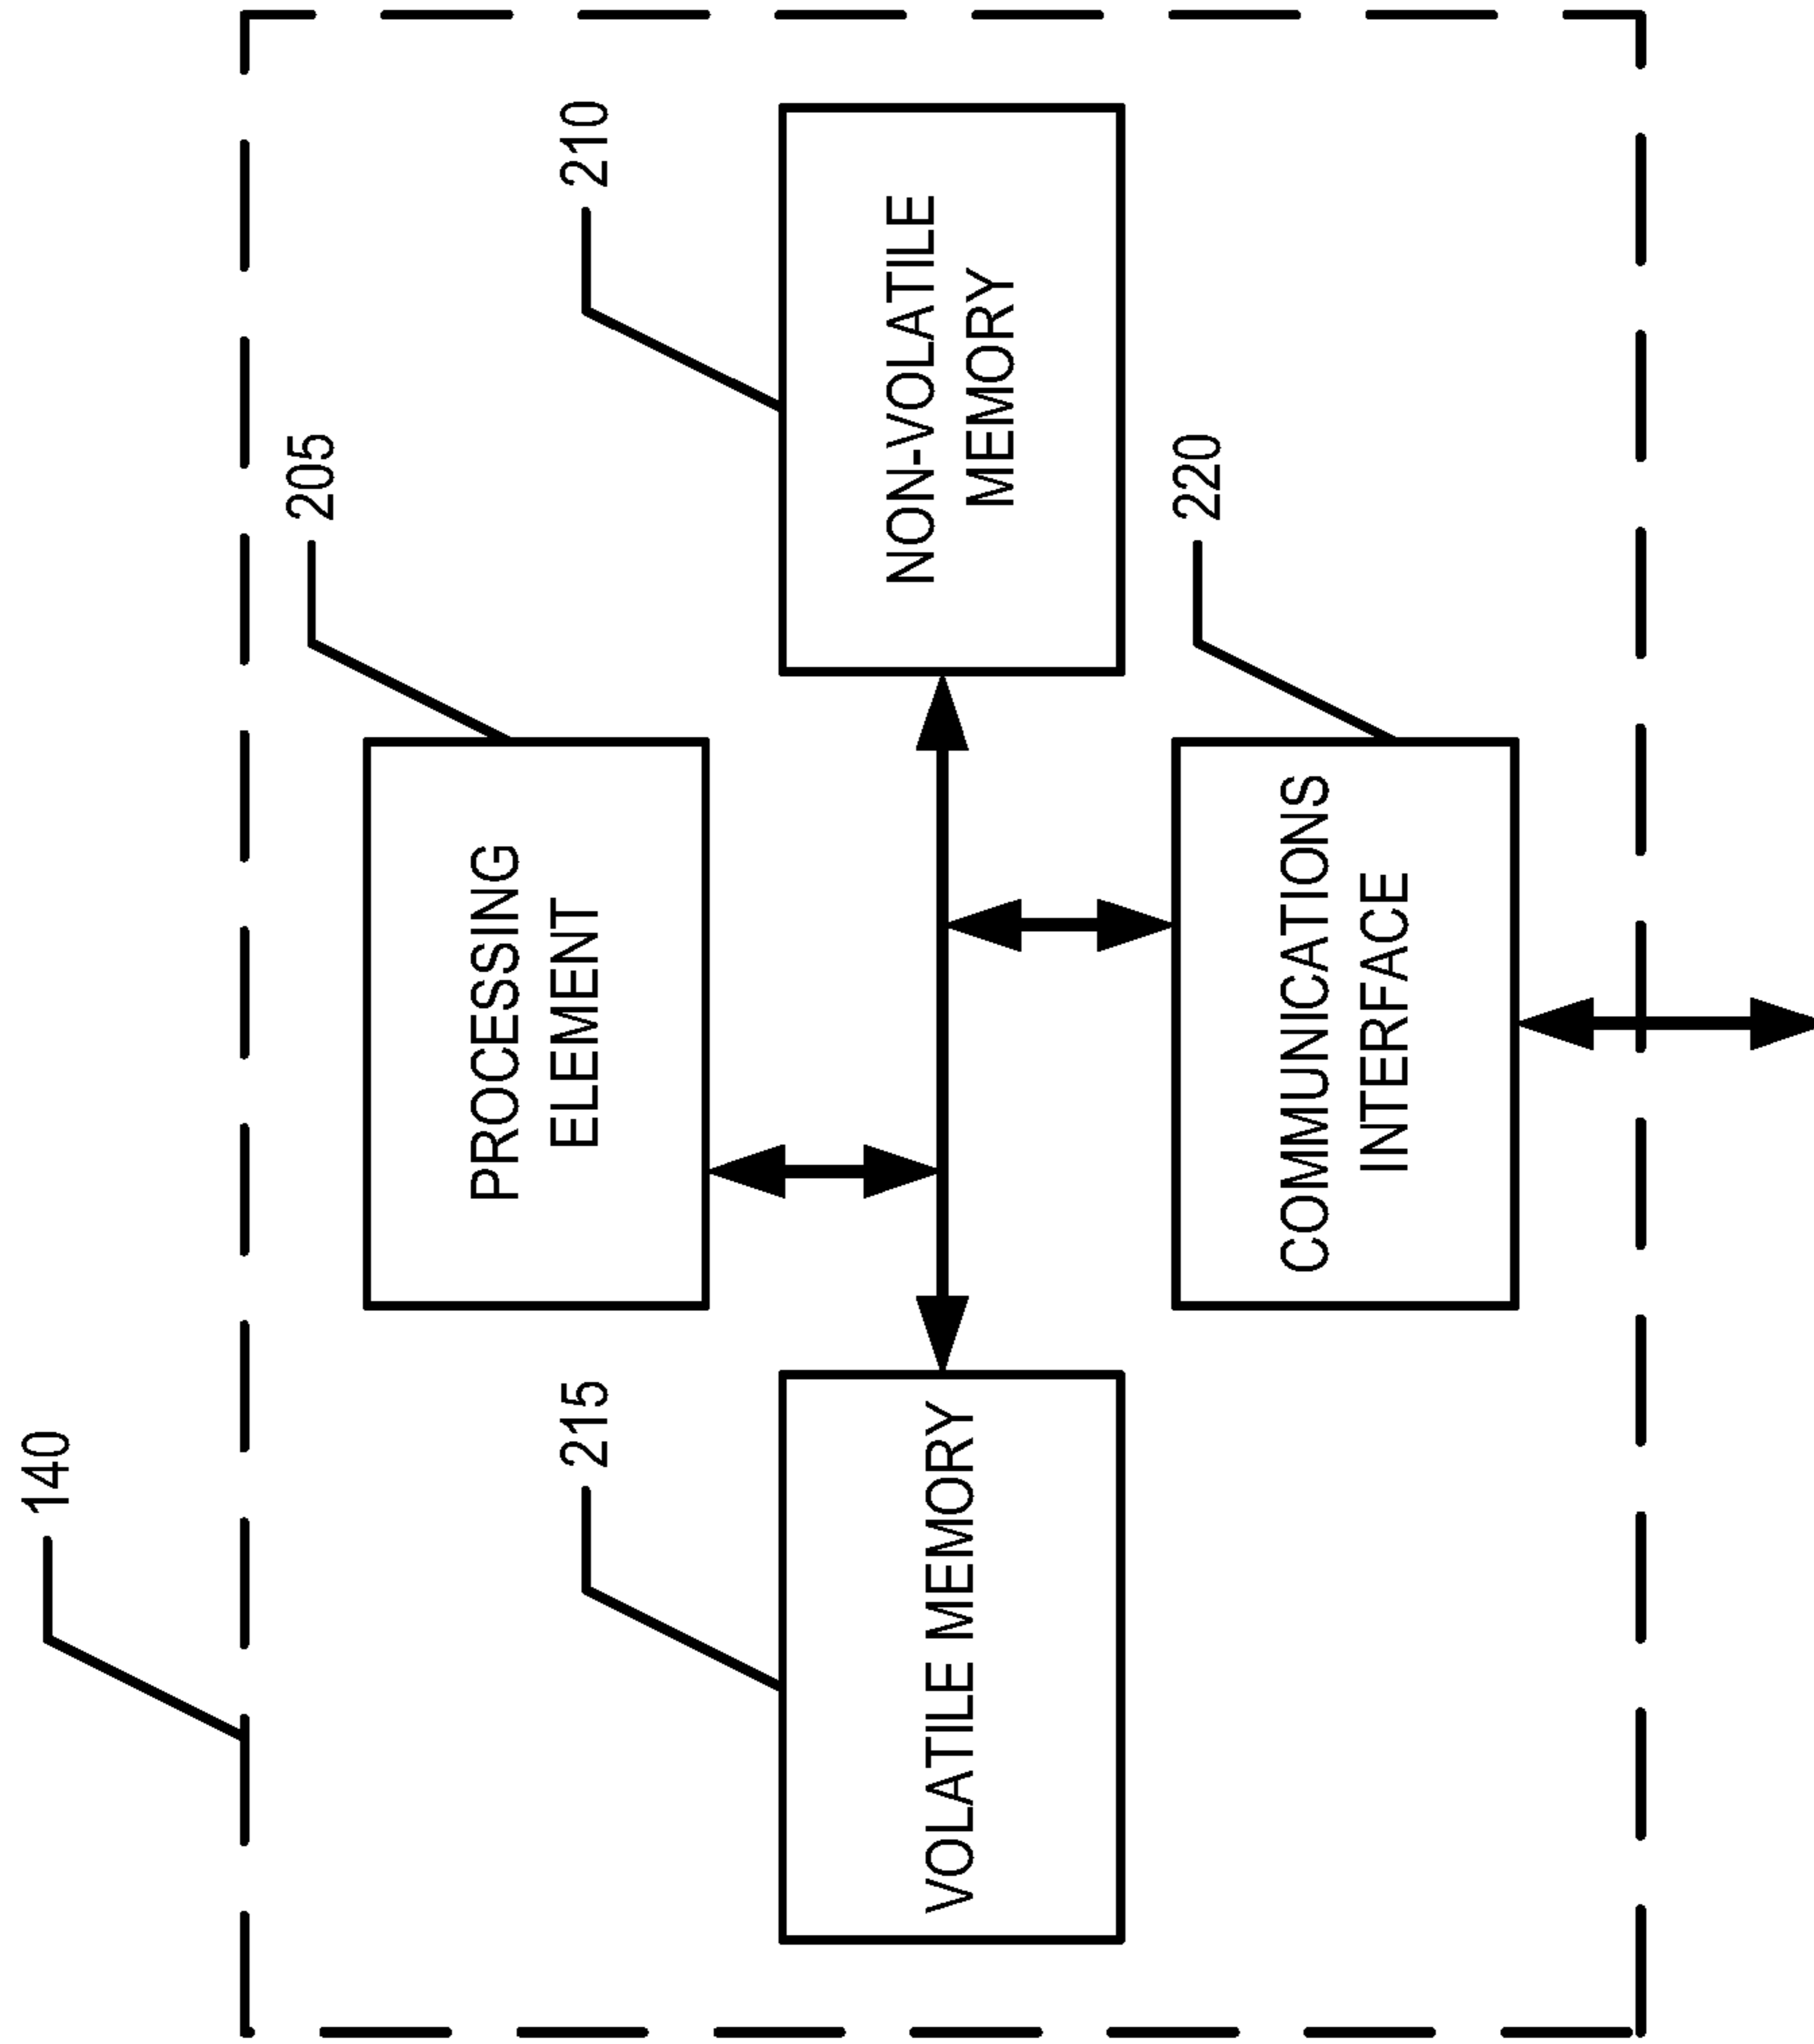 140
205
PROCESSING
ELEMENT
215
210
VOLATILE MEMORY
NON-VOLATILE
MEMORY
220
COMMUNICATIONS
INTERFACE